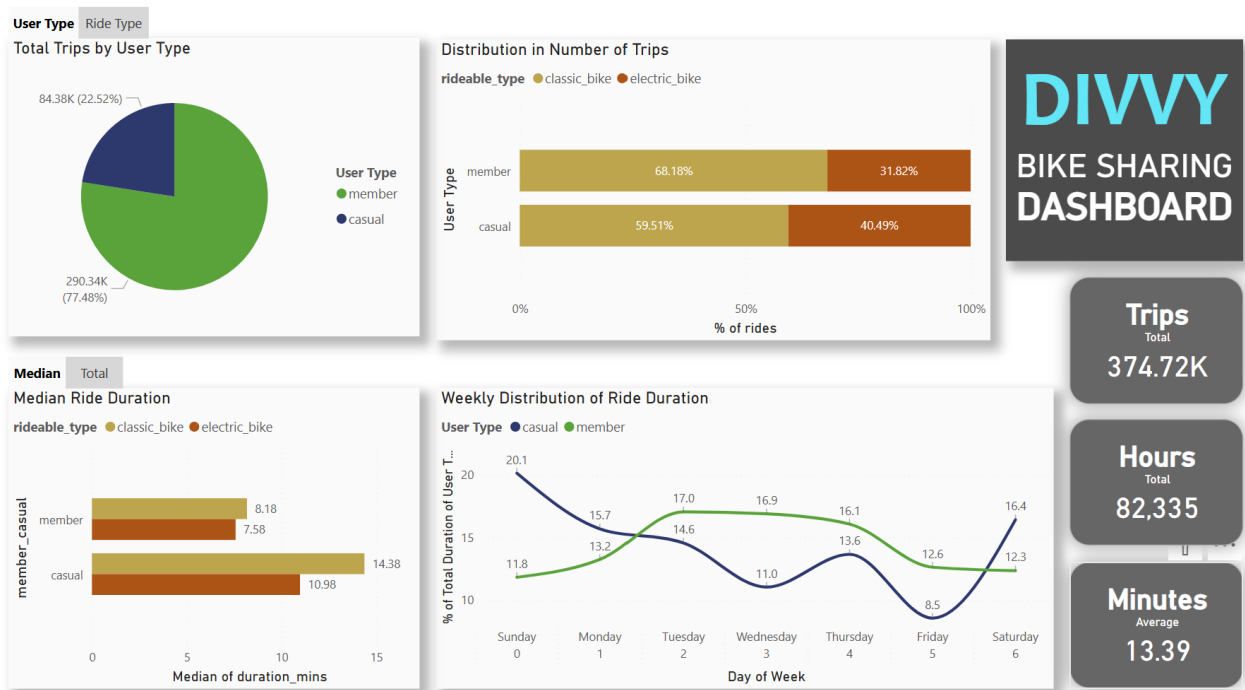 User Type
Ride Type
Total Trips by User Type
84.38K (22.52%)
290.34K
(77.48%)
User Type
member
casual
Distribution in Number of Trips
rideable_type classic_bike electric_bike
User Type
member
68.18%
31.82%
casual
59.51%
40.49%
0%
50%
100%
% of rides
DIVVY
BIKE SHARING
DASHBOARD
Trips
Total
374.72K
Hours
Total
82,335
Minutes
Average
13.39
Median
Total
Median Ride Duration
rideable_type classic_bike electric_bike
member_casual
member
8.18
7.58
casual
14.38
10.98
0
5
10
15
Median of duration_mins
Weekly Distribution of Ride Duration
User Type casual member
% of Total Duration of User T...
20
15
10
20.1
15.7
14.6
11.0
13.6
8.5
16.4
11.8
13.2
17.0
16.9
16.1
12.6
12.3
Sunday Monday Tuesday Wednesday Thursday Friday Saturday
0 1 2 3 4 5 6
Day of Week